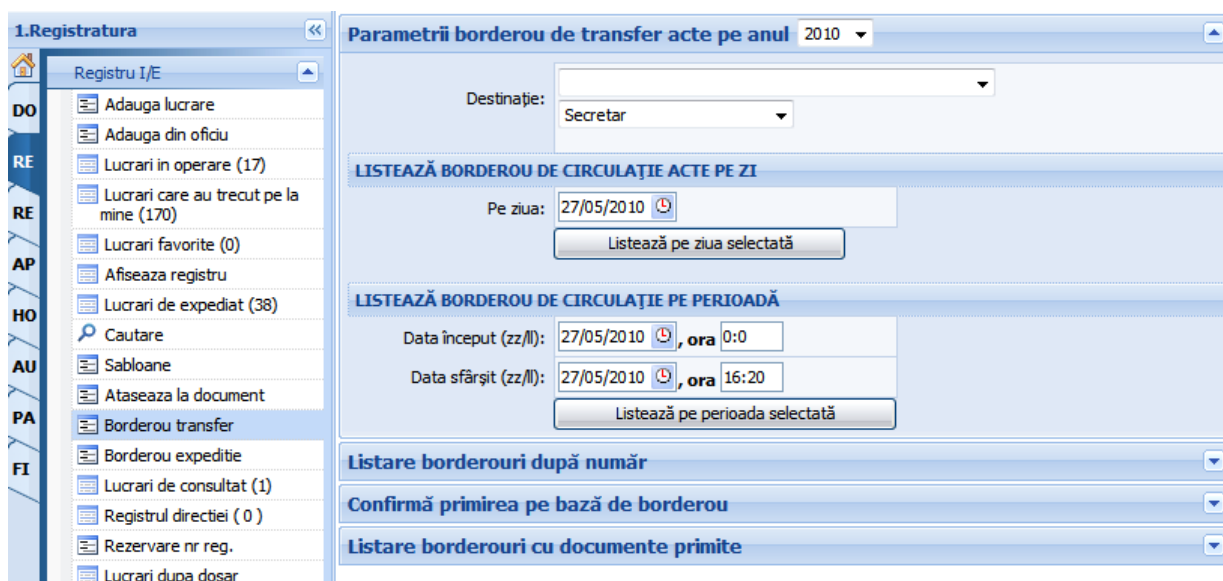 1.Registratura
DO
RE
RE
AP
HO
AU
PA
FI
Registru I/E
Adauga lucrare
Adauga din oficiu
Lucrari in operare (17)
Lucrari care au trecut pe la
mine (170)
Lucrari favorite (0)
Afiseaza registru
Lucrari de expediat (38)
Cautare
Sabloane
Ataseaza la document
Borderou transfer
Borderou expeditie
Lucrari de consultat (1)
Registrul directiei ( 0 )
Rezervare nr reg.
Lucrari dupa dosar
Parametrii borderou de transfer acte pe anul 2010
Destinație:
Secretar
LISTEAZĂ BORDEROU DE CIRCULAŢIE ACTE PE ZI
Pe ziua: 27/05/2010
Listează pe ziua selectată
LISTEAZĂ BORDEROU DE CIRCULAŢIE PE PERIOADĂ
Data început (zz/ll): 27/05/2010 , ora 0:0
Data sfârșit (zz/ll): 27/05/2010 , ora 16:20
Listează pe perioada selectată
Listare borderouri după număr
Confirmă primirea pe bază de borderou
Listare borderouri cu documente primite